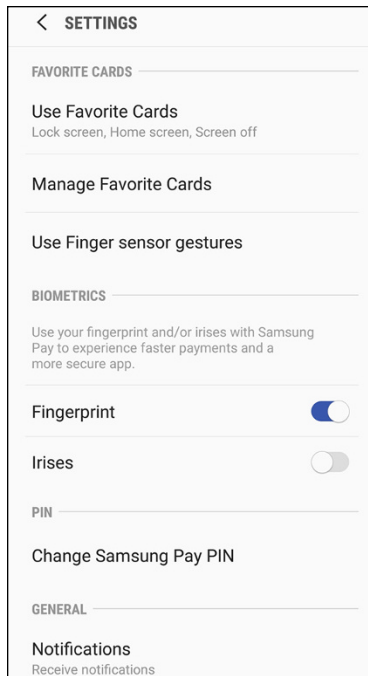 SETTINGS
FAVORITE CARDS
Use Favorite Cards
Lock screen, Home screen, Screen off
Manage Favorite Cards
Use Finger sensor gestures
BIOMETRICS
Use your fingerprint and/or irises with Samsung
Pay to experience faster payments and a
more secure app.
Fingerprint
Irises
PIN
Change Samsung Pay PIN
GENERAL
Notifications
Receive notifications